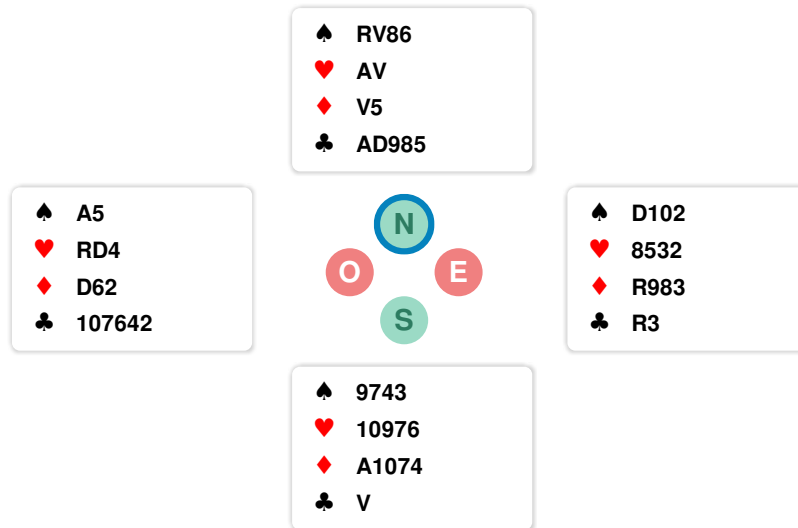 ♠ RV86
♥ AV
♦ V5
♣ AD985
♠ A5
♥ RD4
♦ D62
♣ 107642
N
O E
S
♠ D102
♥ 8532
♦ R983
♣ R3
♠ 9743
♥ 10976
♦ A1074
♣ V